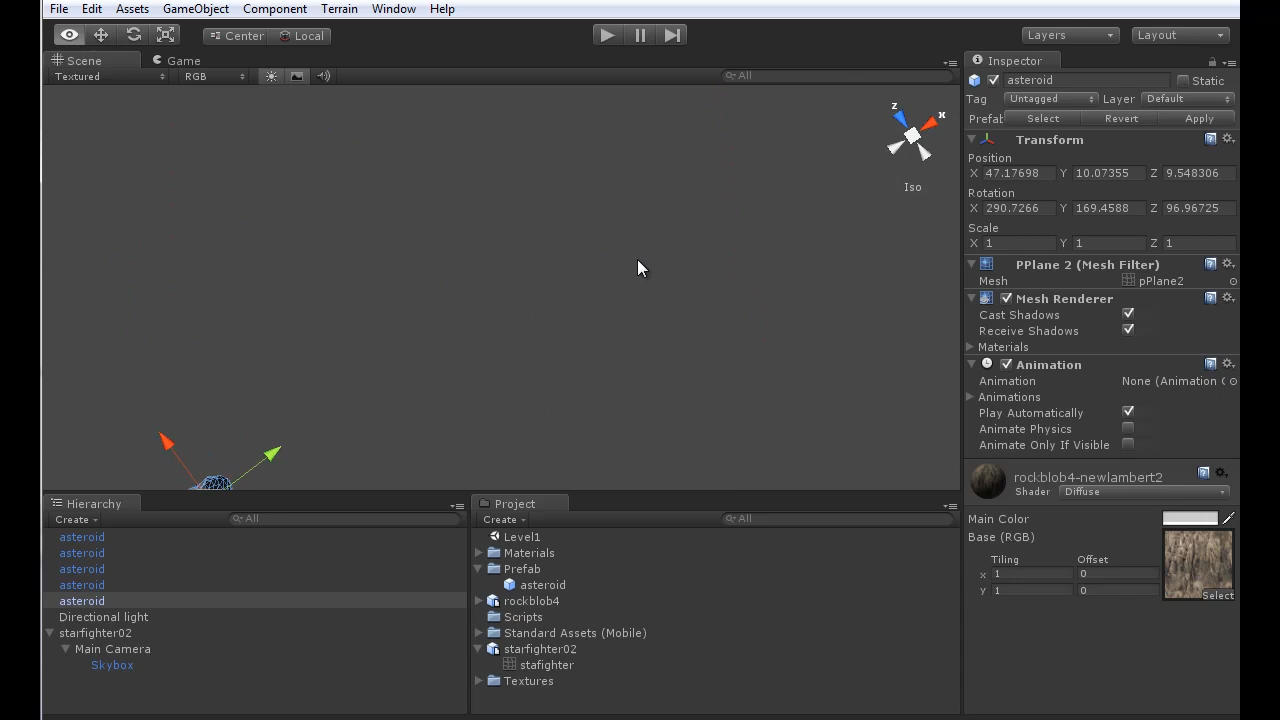 File Edit Assets GameObject Component Terrain Window Help
Center Local Layers Layout
Scene Game Inspector
Textured RGB All
asteroid Static
Tag Untagged Layer Default
Prefab Select Revert Apply
z x
Iso
Transform
Position
X 47.17698 Y 10.07355 Z 9.548306
Rotation
X 290.7266 Y 169.4588 Z 96.96725
Scale
X 1 Y 1 Z 1
PPlane 2 (Mesh Filter)
Mesh pPlane2
Mesh Renderer
Cast Shadows
Receive Shadows
Materials
Animation
Animation None (Animation C
Animations
Play Automatically
Animate Physics
Animate Only If Visible
rockblob4-newlambert2
Shader Diffuse
Main Color
Base (RGB)
Tiling Offset
x 1 0
y 1 0
Select
Hierarchy
Create All
asteroid
asteroid
asteroid
asteroid
asteroid
Directional light
starfighter02
Main Camera
Skybox
Project
Create All
Level1
Materials
Prefab
asteroid
rockblob4
Scripts
Standard Assets (Mobile)
starfighter02
stafighter
Textures